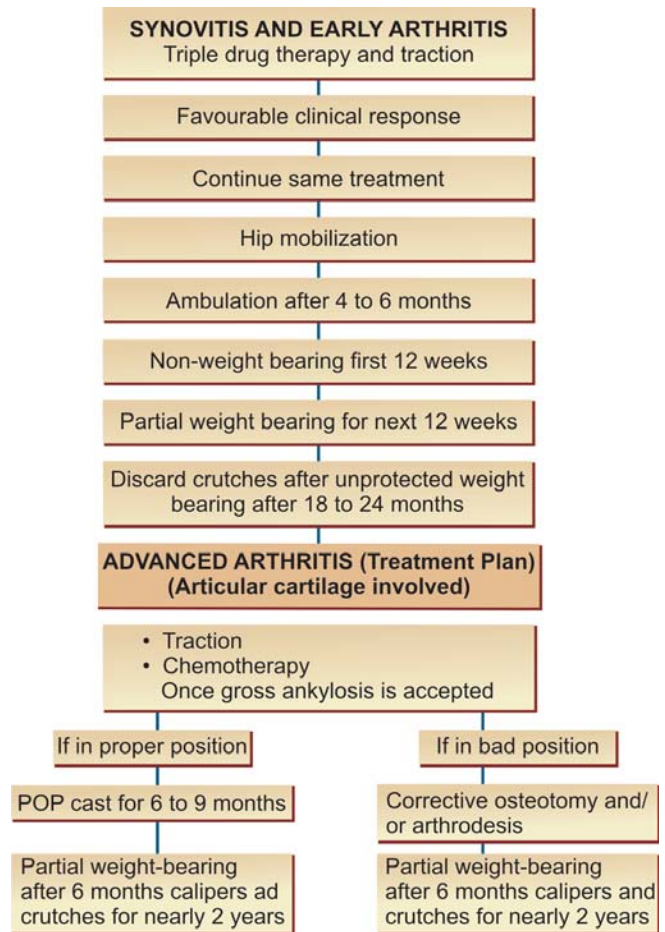 SYNOVITIS AND EARLY ARTHRITIS
Triple drug therapy and traction
Favourable clinical response
Continue same treatment
Hip mobilization
Ambulation after 4 to 6 months
Non-weight bearing first 12 weeks
Partial weight bearing for next 12 weeks
Discard crutches after unprotected weight
bearing after 18 to 24 months
ADVANCED ARTHRITIS (Treatment Plan)
(Articular cartilage involved)
• Traction
• Chemotherapy
Once gross ankylosis is accepted
If in proper position
POP cast for 6 to 9 months
Partial weight-bearing
after 6 months calipers ad
crutches for nearly 2 years
If in bad position
Corrective osteotomy and/
or arthrodesis
Partial weight-bearing
after 6 months calipers and
crutches for nearly 2 years